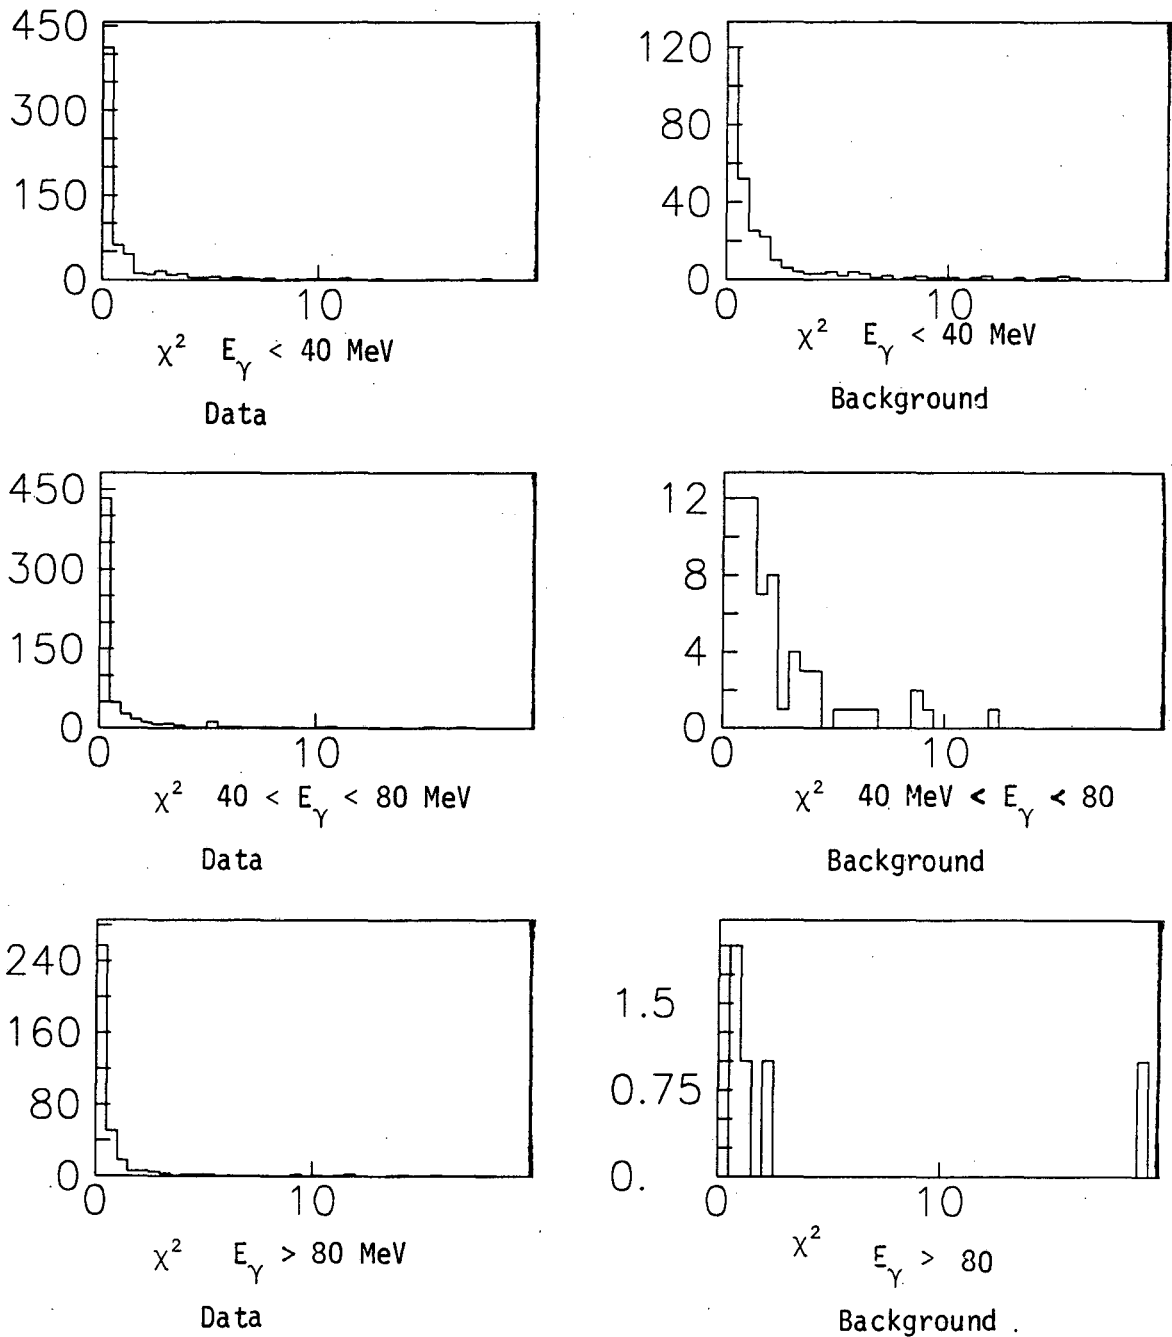 450
300
150
0
0 10
χ² E_γ < 40 MeV
Data
120
80
40
0
0 10
χ² E_γ < 40 MeV
Background
450
300
150
0
0 10
χ² 40 < E_γ < 80 MeV
Data
12
8
4
0
0 10
χ² 40 MeV < E_γ < 80
Background
240
160
80
0
0 10
χ² E_γ > 80 MeV
Data
1.5
0.75
0.
0 10
χ² E_γ > 80
Background